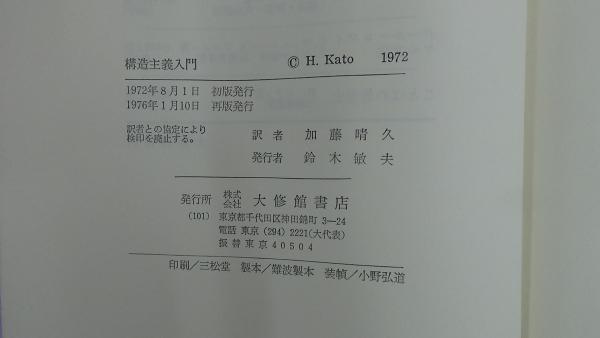 構造主義入門 © H. Kato 1972
1972年8月1日 初版発行
1976年1月10日 再版発行
訳者との協定により
検印を廃止する。
訳者 加藤晴久
発行者 鈴木敏夫
発行所 株式会社 大修館書店
(101) 東京都千代田区神田錦町 3—24
電話 東京 (294) 2221(大代表)
振替東京40504
印刷/三松堂 製本/難波製本 装幀/小野弘道